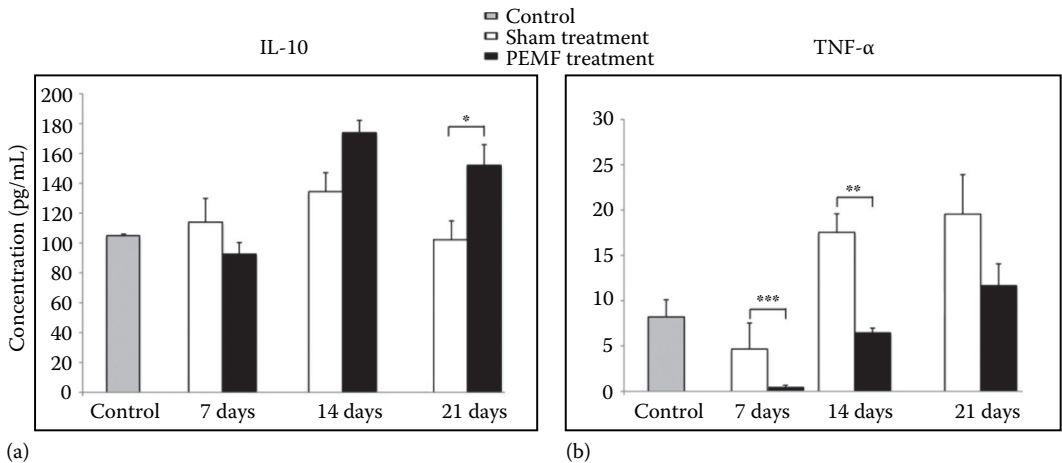 Control
Sham treatment
PEMF treatment
IL-10
TNF-α
Concentration (pg/mL)
200
180
160
140
120
100
80
60
40
20
0
*
Control
7 days
14 days
21 days
(a)
30
25
20
15
10
5
0
***
**
Control
7 days
14 days
21 days
(b)